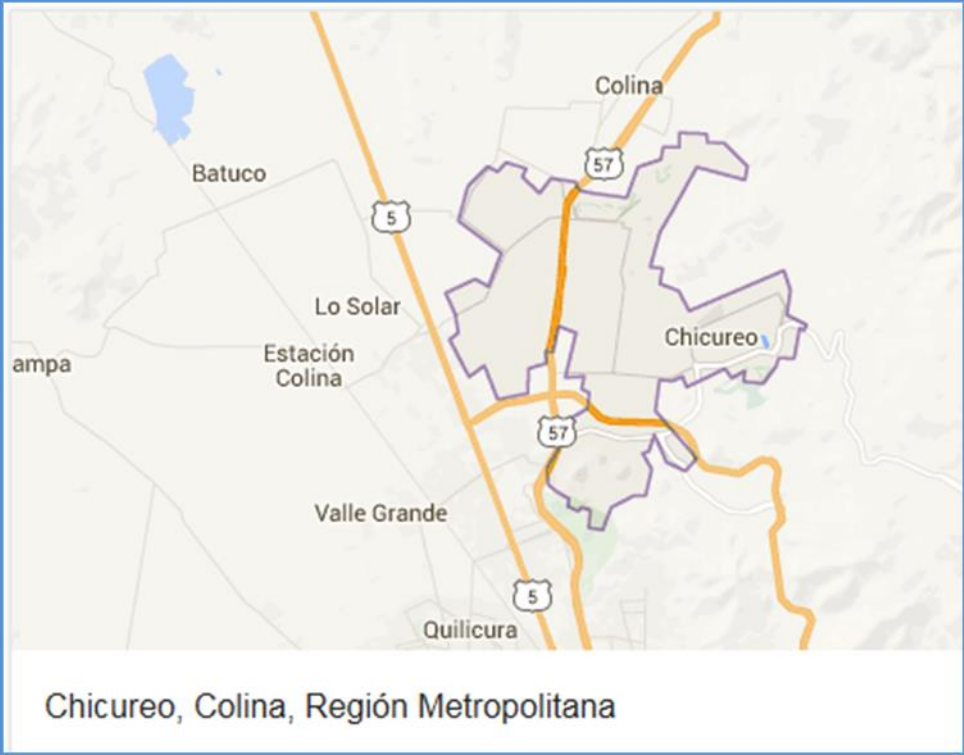 Colina
57
Batuco
5
Lo Solar
Chicureo
Estación
Colina
ampa
57
Valle Grande
5
Quilicura
Chicureo, Colina, Región Metropolitana